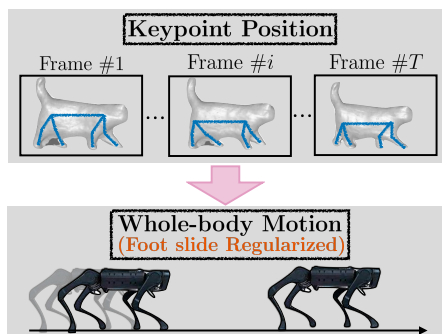 Keypoint Position
Frame #1
Frame #i
Frame #T
...
...
Whole-body Motion
(Foot slide Regularized)